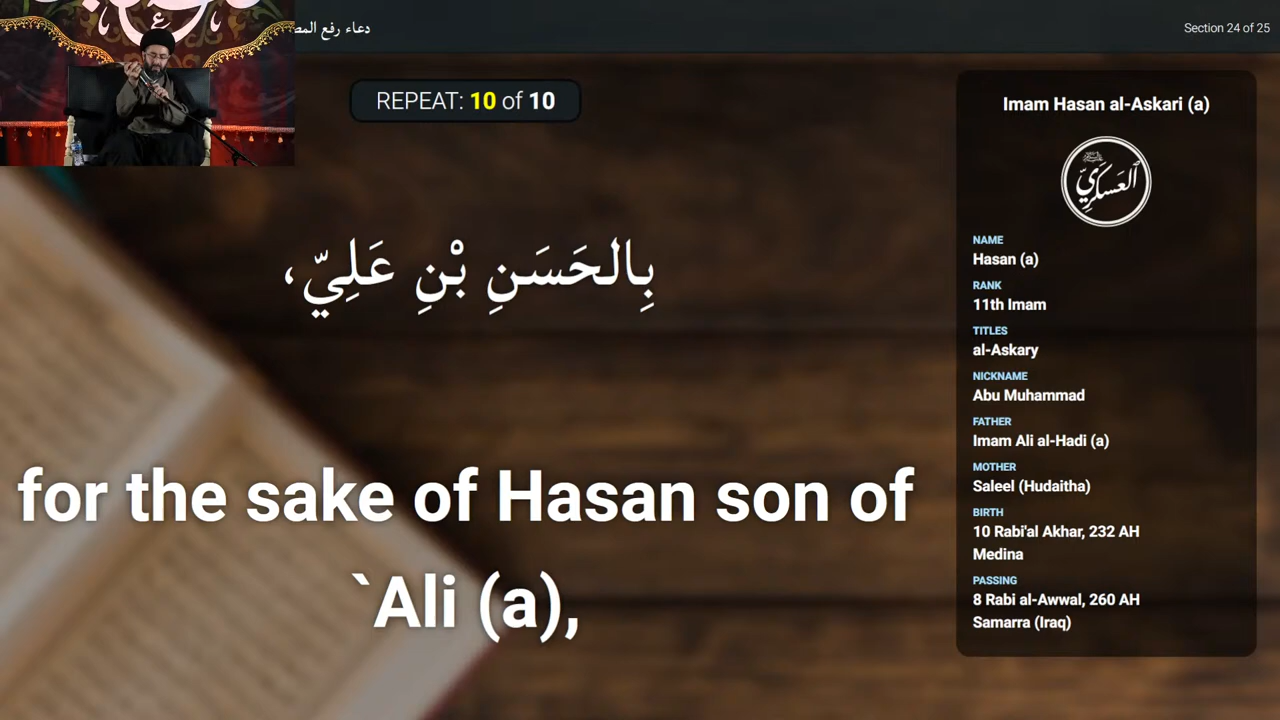 دعاء رفع
Section 24 of 25
REPEAT: 10 of 10
بِالحَسَنِ بْنِ عَلِيّ،
for the sake of Hasan son of
`Ali (a),
Imam Hasan al-Askari (a)
العَسكَرِيّ
NAME
Hasan (a)
RANK
11th Imam
TITLES
al-Askary
NICKNAME
Abu Muhammad
FATHER
Imam Ali al-Hadi (a)
MOTHER
Saleel (Hudaitha)
BIRTH
10 Rabi'al Akhar, 232 AH
Medina
PASSING
8 Rabi al-Awwal, 260 AH
Samarra (Iraq)